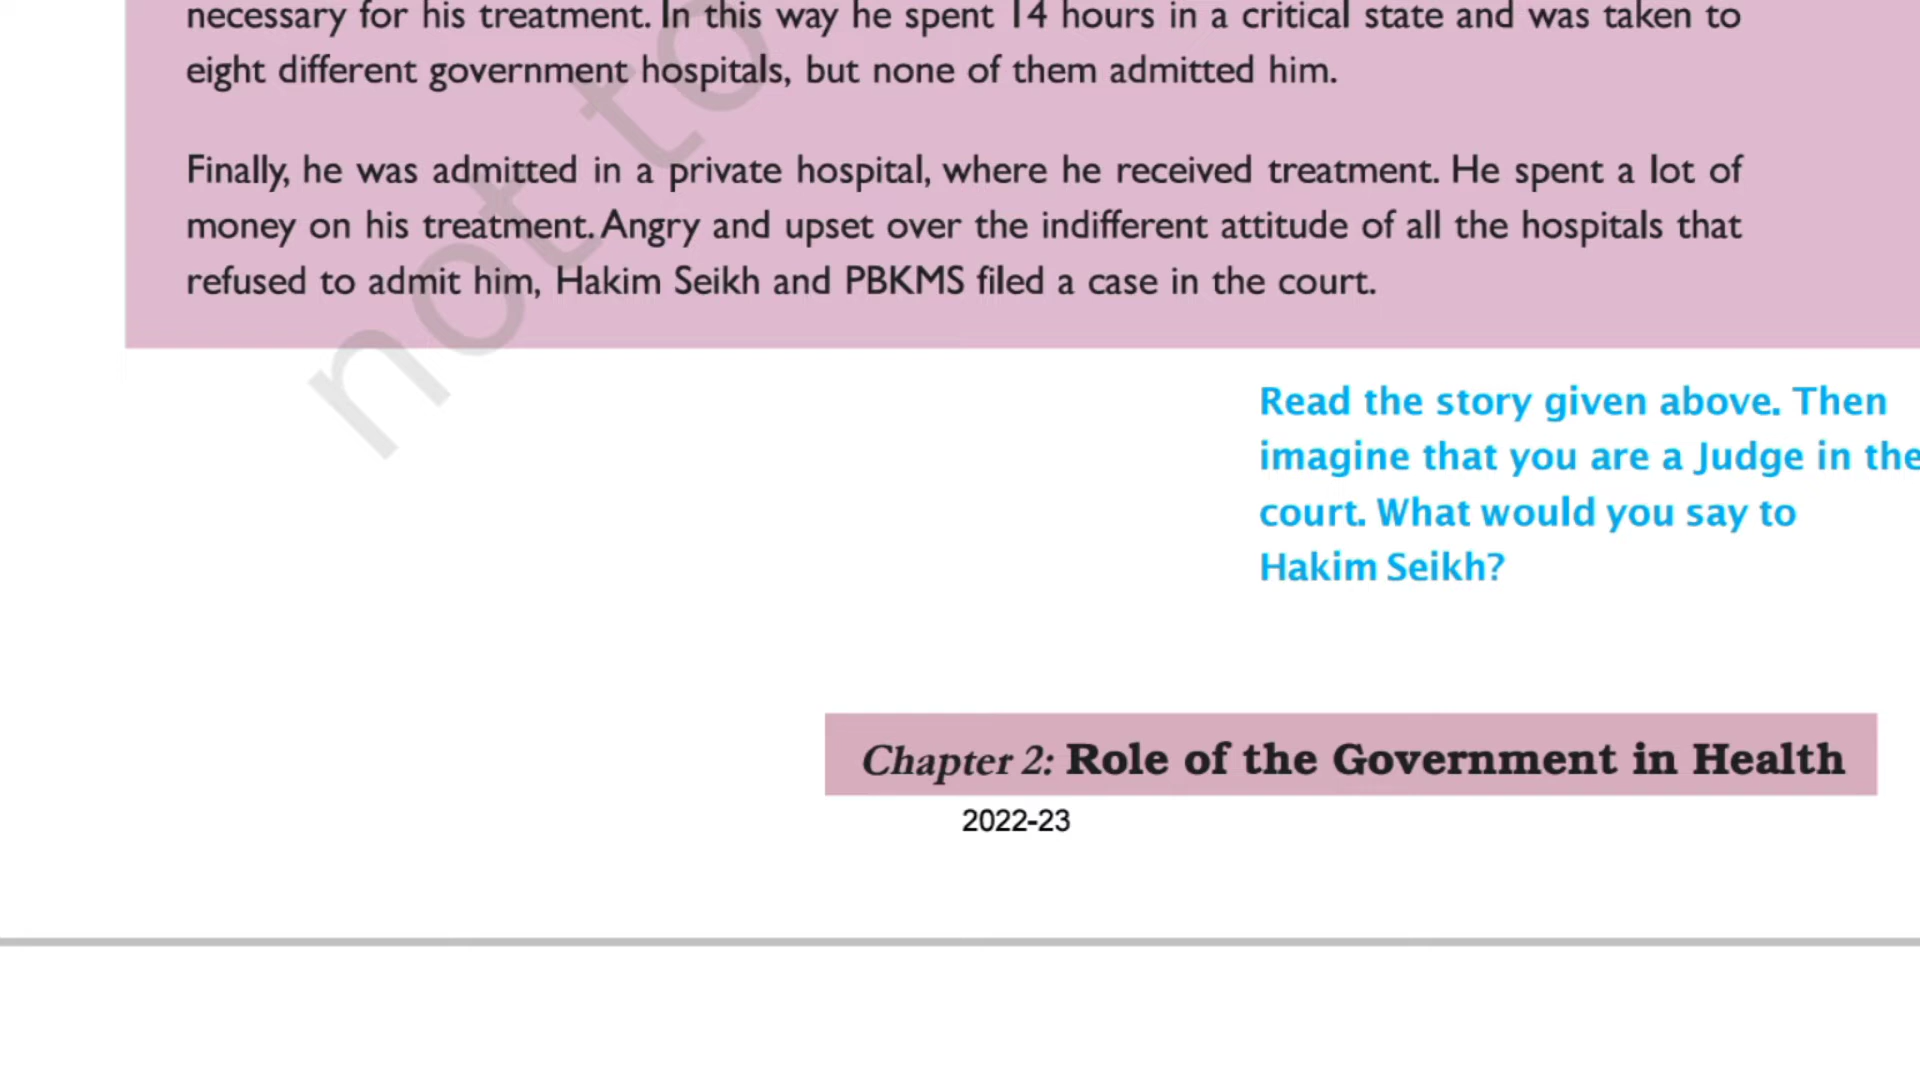 necessary for his treatment. In this way he spent 14 hours in a critical state and was taken to
eight different government hospitals, but none of them admitted him.
Finally, he was admitted in a private hospital, where he received treatment. He spent a lot of
money on his treatment. Angry and upset over the indifferent attitude of all the hospitals that
refused to admit him, Hakim Seikh and PBKMS filed a case in the court.
not to
Read the story given above. Then
imagine that you are a Judge in the
court. What would you say to
Hakim Seikh?
Chapter 2: Role of the Government in Health
2022-23